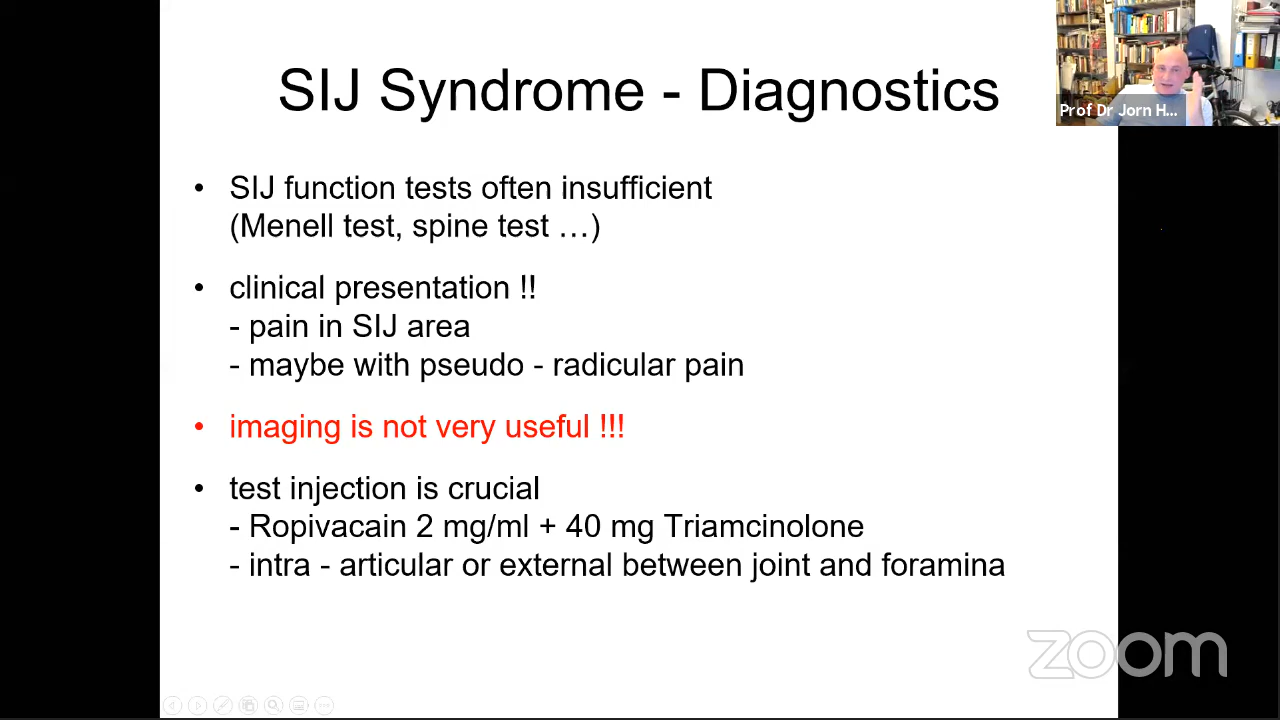 SIJ Syndrome - Diagnostics
Prof Dr Jorn H...
• SIJ function tests often insufficient
(Menell test, spine test …)
• clinical presentation !!
- pain in SIJ area
- maybe with pseudo - radicular pain
• imaging is not very useful !!!
• test injection is crucial
- Ropivacain 2 mg/ml + 40 mg Triamcinolone
- intra - articular or external between joint and foramina
zoom